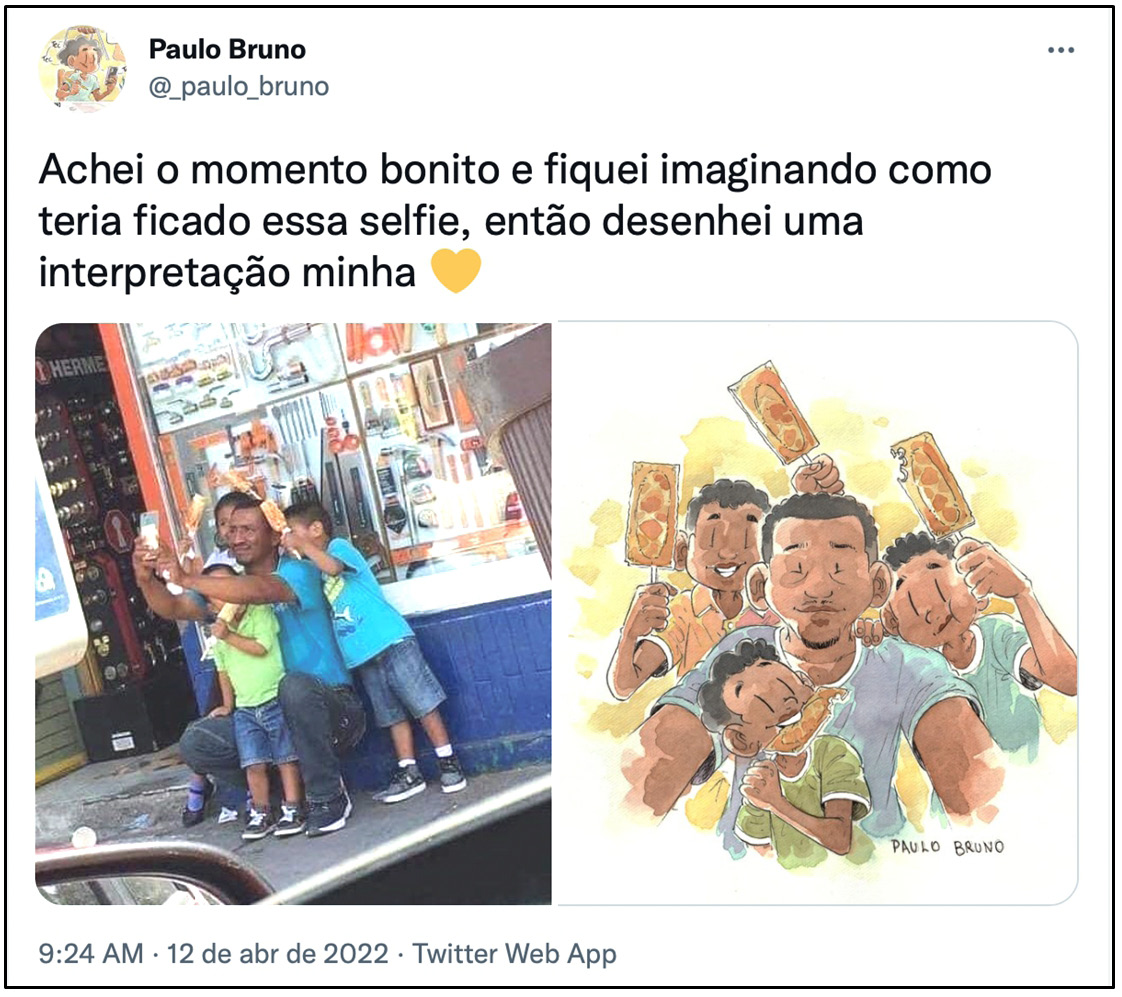 Paulo Bruno
@_paulo_bruno
Achei o momento bonito e fiquei imaginando como
teria ficado essa selfie, então desenhei uma
interpretação minha 💛
HERME
PAULO BRUNO
9:24 AM · 12 de abr de 2022 · Twitter Web App